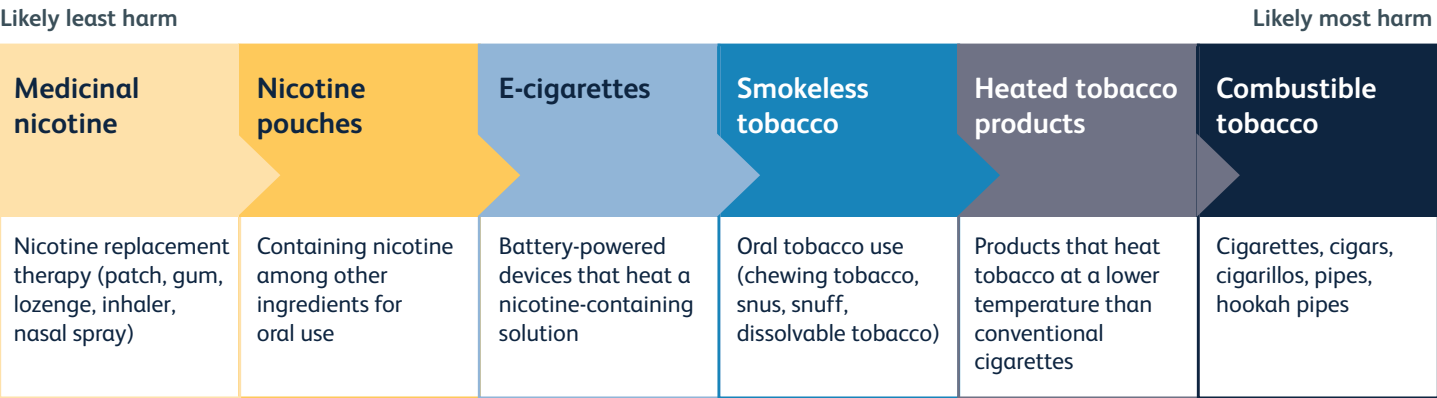 Likely least harm
Likely most harm
Medicinal
nicotine
Nicotine
pouches
E-cigarettes
Smokeless
tobacco
Heated tobacco
products
Combustible
tobacco
Nicotine replacement
therapy (patch, gum,
lozenge, inhaler,
nasal spray)
Containing nicotine
among other
ingredients for
oral use
Battery-powered
devices that heat a
nicotine-containing
solution
Oral tobacco use
(chewing tobacco,
snus, snuff,
dissolvable tobacco)
Products that heat
tobacco at a lower
temperature than
conventional
cigarettes
Cigarettes, cigars,
cigarillos, pipes,
hookah pipes